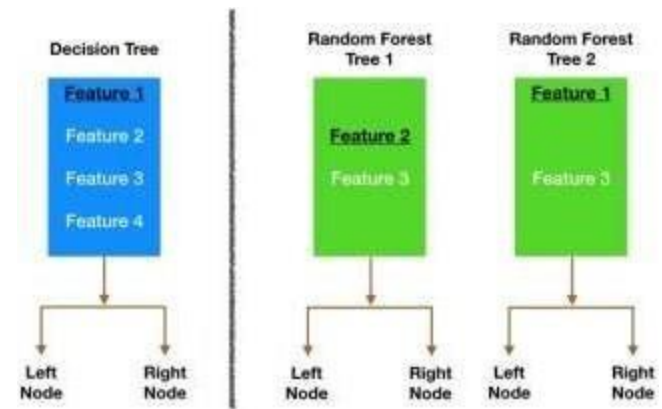 Decision Tree
Feature 1
Feature 2
Feature 3
Feature 4
Left
Node
Right
Node
Random Forest
Tree 1
Feature 2
Feature 3
Left
Node
Right
Node
Random Forest
Tree 2
Feature 1
Feature 3
Left
Node
Right
Node